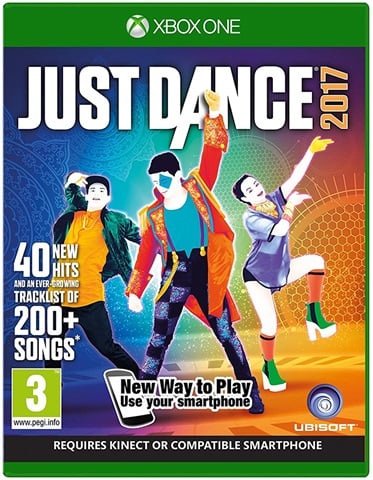 XBOX ONE
JUST DANCE
2017
40 NEW
HITS
AND AN EVER-GROWING
TRACKLIST OF
200+
SONGS*
New Way to Play
Use your smartphone
3
www.pegi.info
UBISOFT
REQUIRES KINECT OR COMPATIBLE SMARTPHONE